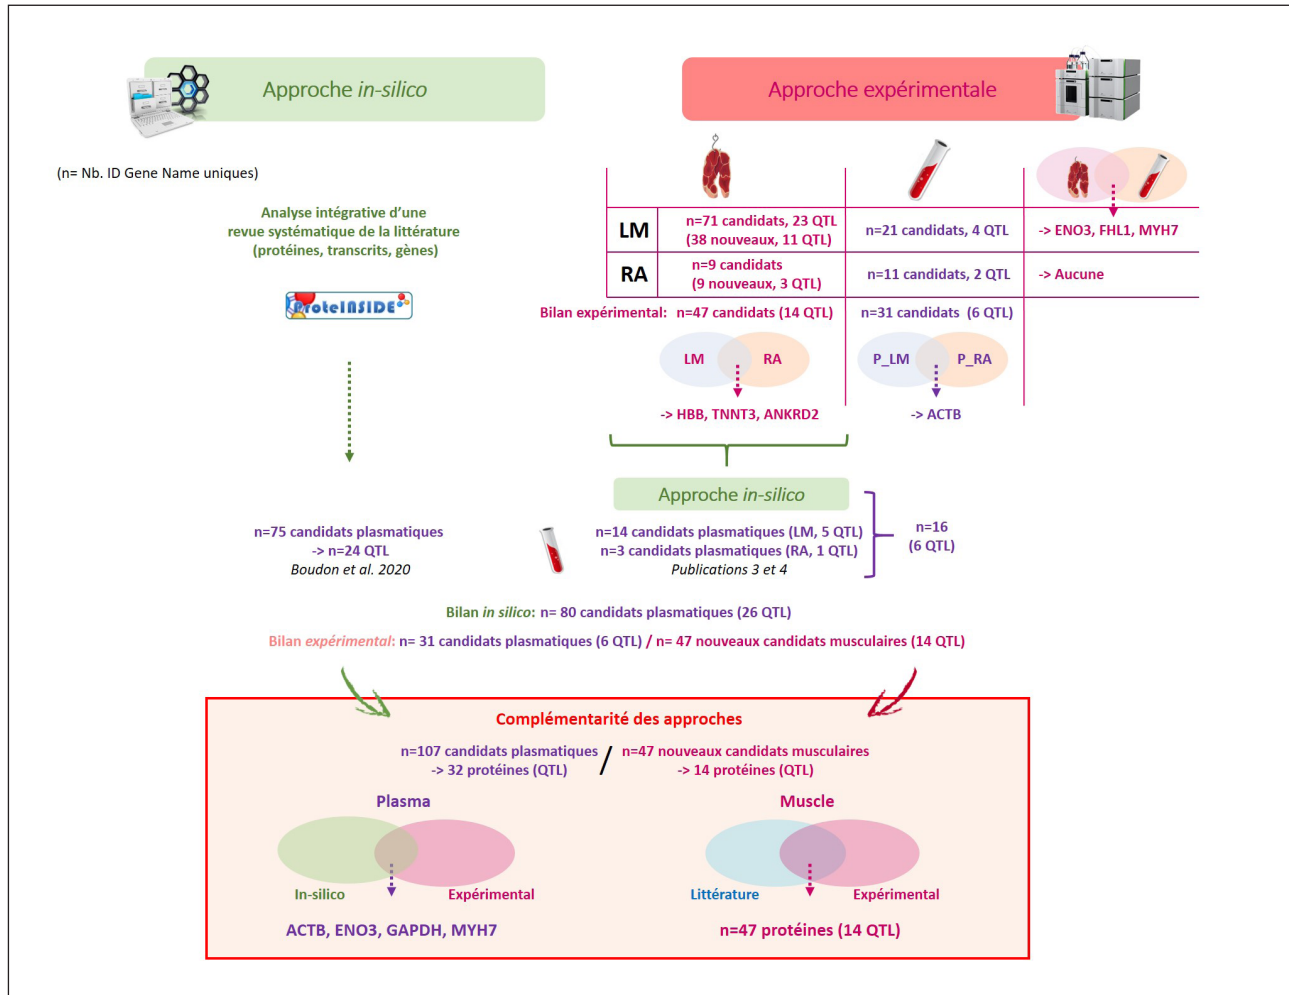 Approche in-silico
Approche expérimentale
(n= Nb. ID Gene Name uniques)
Analyse intégrative d'une
revue systématique de la littérature
(protéines, transcrits, gènes)
ProteINSIDE
LM
n=71 candidats, 23 QTL
(38 nouveaux, 11 QTL)
n=21 candidats, 4 QTL
-> ENO3, FHL1, MYH7
RA
n=9 candidats
(9 nouveaux, 3 QTL)
n=11 candidats, 2 QTL
-> Aucune
Bilan expérimental: n=47 candidats (14 QTL)
n=31 candidats (6 QTL)
LM
RA
P_LM
P_RA
-> HBB, TNNT3, ANKRD2
-> ACTB
Approche in-silico
n=75 candidats plasmatiques
-> n=24 QTL
Boudon et al. 2020
n=14 candidats plasmatiques (LM, 5 QTL)
n=3 candidats plasmatiques (RA, 1 QTL)
Publications 3 et 4
n=16
(6 QTL)
Bilan in silico: n= 80 candidats plasmatiques (26 QTL)
Bilan expérimental: n= 31 candidats plasmatiques (6 QTL) / n= 47 nouveaux candidats musculaires (14 QTL)
Complémentarité des approches
n=107 candidats plasmatiques
-> 32 protéines (QTL)
/
n=47 nouveaux candidats musculaires
-> 14 protéines (QTL)
Plasma
Muscle
In-silico
Expérimental
Littérature
Expérimental
ACTB, ENO3, GAPDH, MYH7
n=47 protéines (14 QTL)